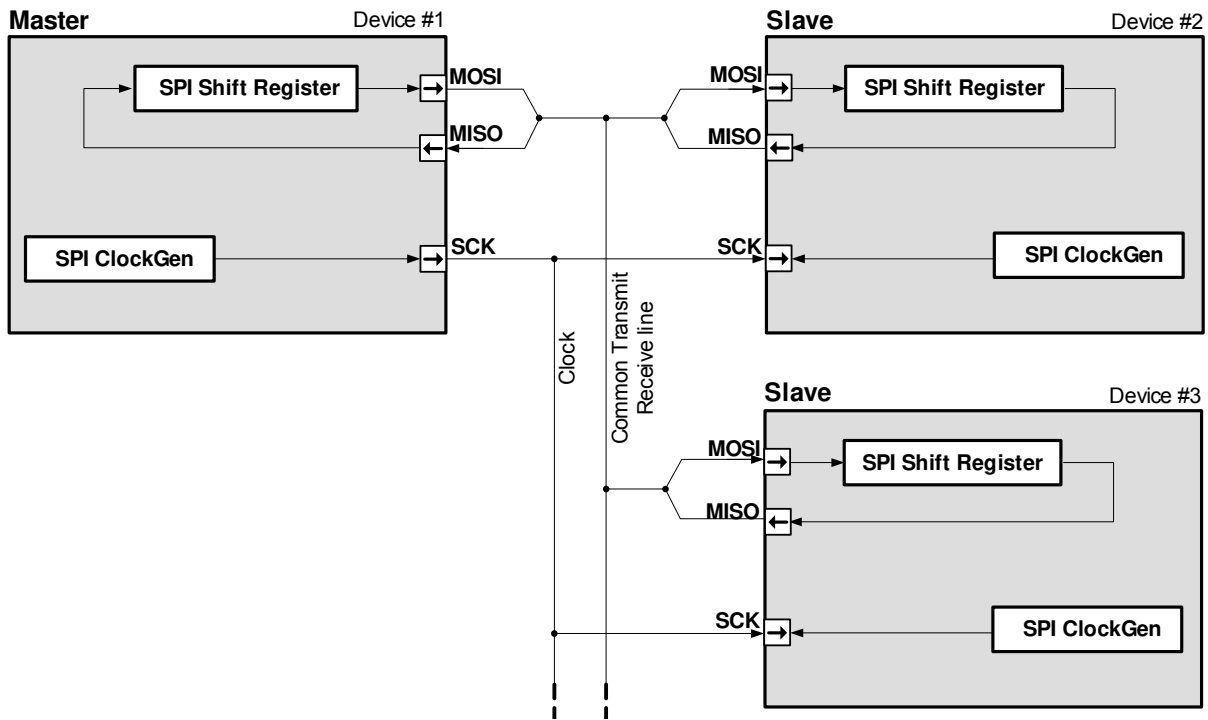 Master
Device #1
SPI Shift Register
MOSI
MISO
SPI ClockGen
SCK
Slave
Device #2
MOSI
SPI Shift Register
MISO
SCK
SPI ClockGen
Clock
Common Transmit
Receive line
Slave
Device #3
MOSI
SPI Shift Register
MISO
SCK
SPI ClockGen